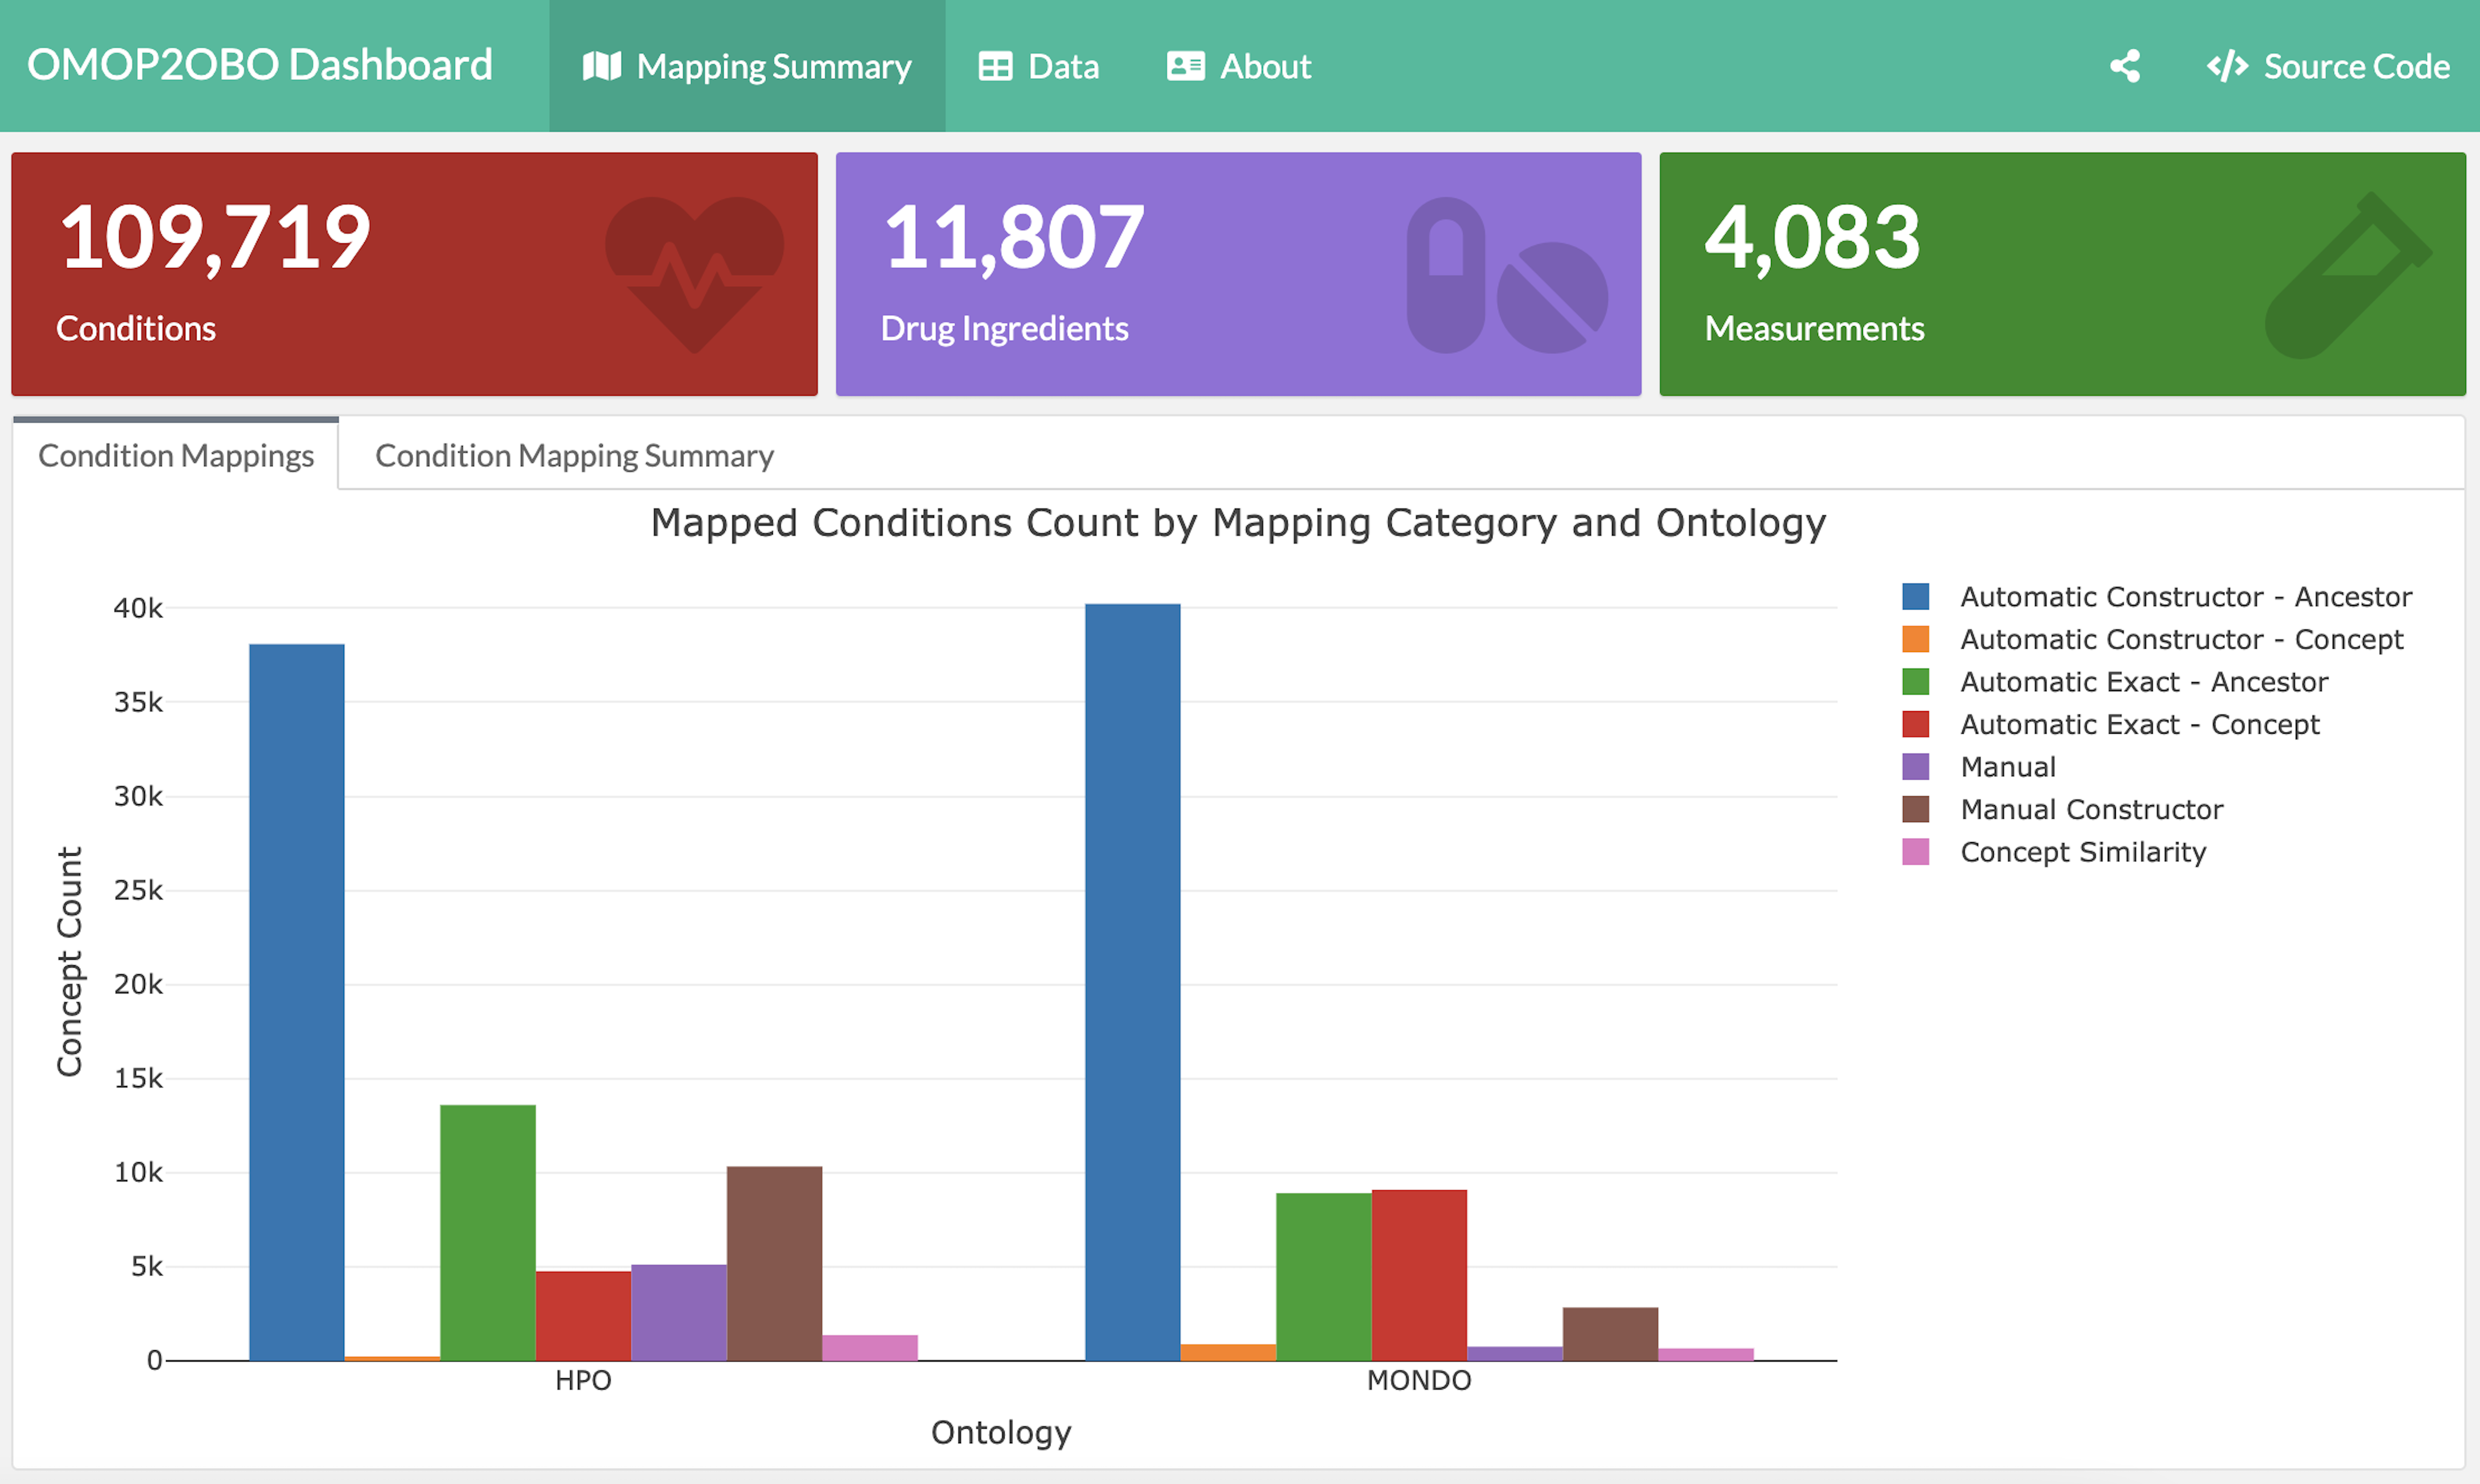 OMOP2OBO Dashboard
Mapping Summary
Data
About
Source Code
109,719
Conditions
11,807
Drug Ingredients
4,083
Measurements
Condition Mappings
Condition Mapping Summary
Mapped Conditions Count by Mapping Category and Ontology
Concept Count
40k
35k
30k
25k
20k
15k
10k
5k
0
HPO
MONDO
Ontology
Automatic Constructor - Ancestor
Automatic Constructor - Concept
Automatic Exact - Ancestor
Automatic Exact - Concept
Manual
Manual Constructor
Concept Similarity